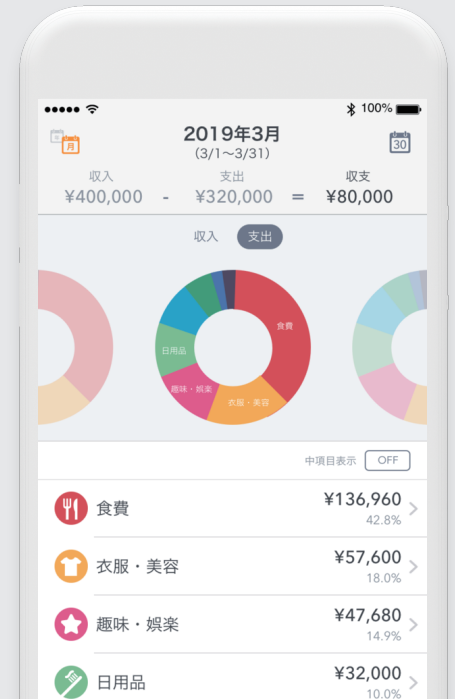 100%
月
2019年3月
30
(3/1〜3/31)
収入 支出 収支
¥400,000 - ¥320,000 = ¥80,000
収入 支出
食費
日用品
趣味・娯楽
衣服・美容
中項目表示 OFF
食費 ¥136,960
42.8%
衣服・美容 ¥57,600
18.0%
趣味・娯楽 ¥47,680
14.9%
日用品 ¥32,000
10.0%